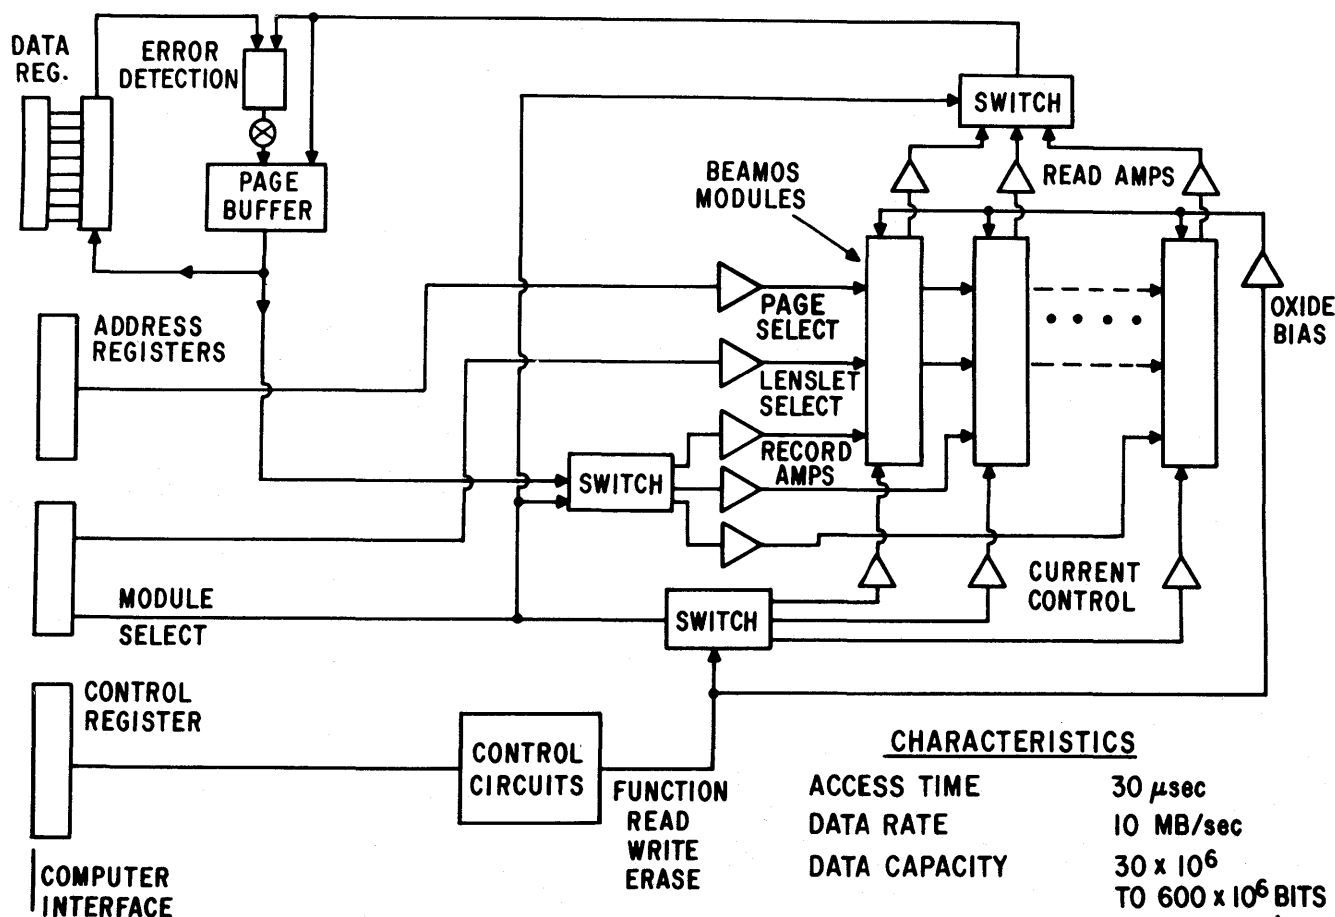 DATA
REG.
ERROR
DETECTION
PAGE
BUFFER
SWITCH
READ AMPS
BEAMOS
MODULES
OXIDE
BIAS
ADDRESS
REGISTERS
PAGE
SELECT
LENSLET
SELECT
RECORD
AMPS
SWITCH
MODULE
SELECT
SWITCH
CURRENT
CONTROL
CONTROL
REGISTER
CONTROL
CIRCUITS
FUNCTION
READ
WRITE
ERASE
COMPUTER
INTERFACE
CHARACTERISTICS
ACCESS TIME 30 μsec
DATA RATE 10 MB/sec
DATA CAPACITY 30 x 10⁶
TO 600 x 10⁶ BITS